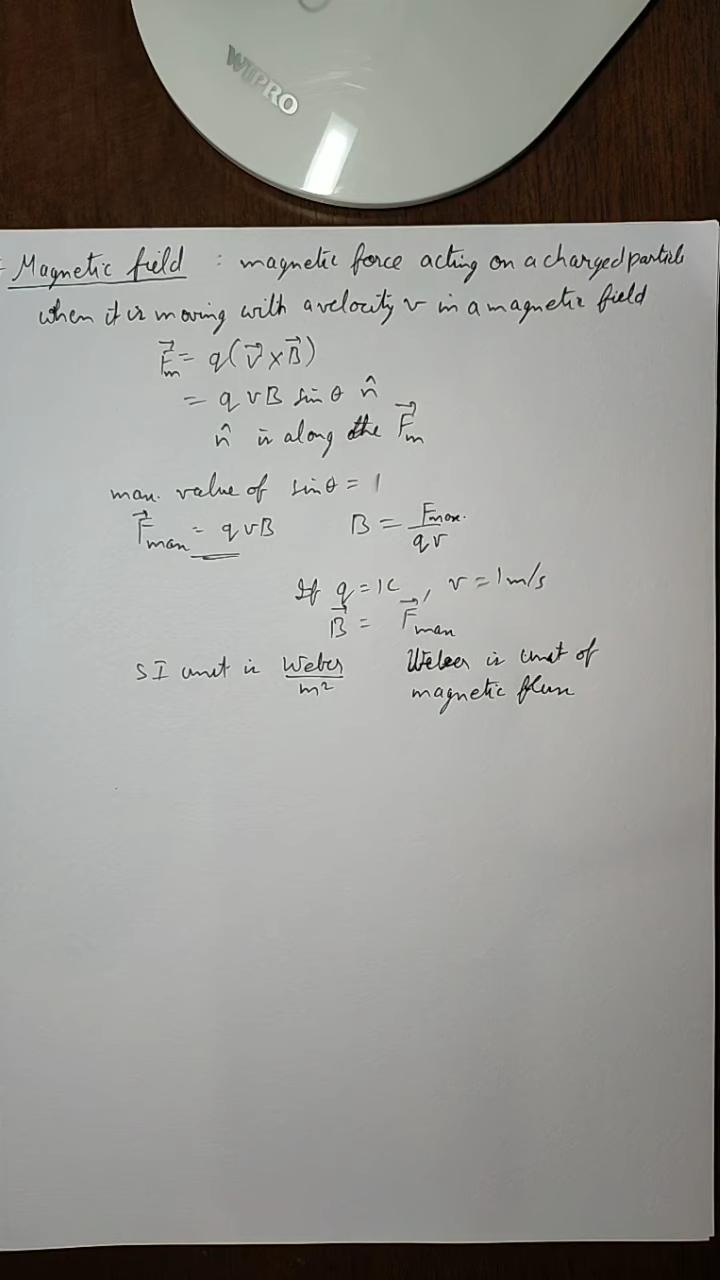 WIPRO
Magnetic field : magnetic force acting on a charged particle
when it is moving with a velocity v in a magnetic field
F⃗m = q(V⃗ × B⃗)
= q v B sin θ n̂
n̂ is along the F⃗m
max. value of sin θ = 1
F⃗max = q v B    B = Fmax. / qv
If q = 1C, v = 1 m/s
B⃗ = F⃗max
SI unit is Weber / m²    Weber is unit of
magnetic flux